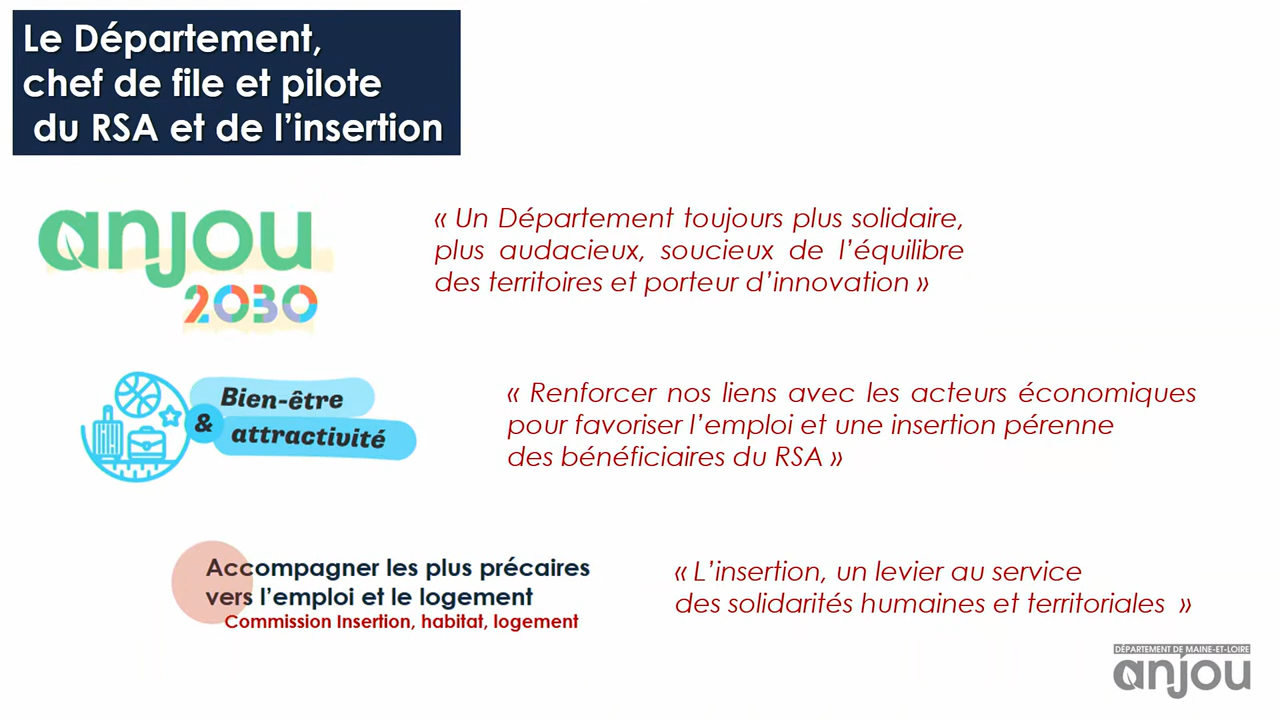 Le Département,
chef de file et pilote
du RSA et de l'insertion
anjou
2030
« Un Département toujours plus solidaire,
plus audacieux, soucieux de l'équilibre
des territoires et porteur d'innovation »
Bien-être
&
attractivité
« Renforcer nos liens avec les acteurs économiques
pour favoriser l'emploi et une insertion pérenne
des bénéficiaires du RSA »
Accompagner les plus précaires
vers l'emploi et le logement
Commission Insertion, habitat, logement
« L'insertion, un levier au service
des solidarités humaines et territoriales »
DÉPARTEMENT DE MAINE-ET-LOIRE
anjou